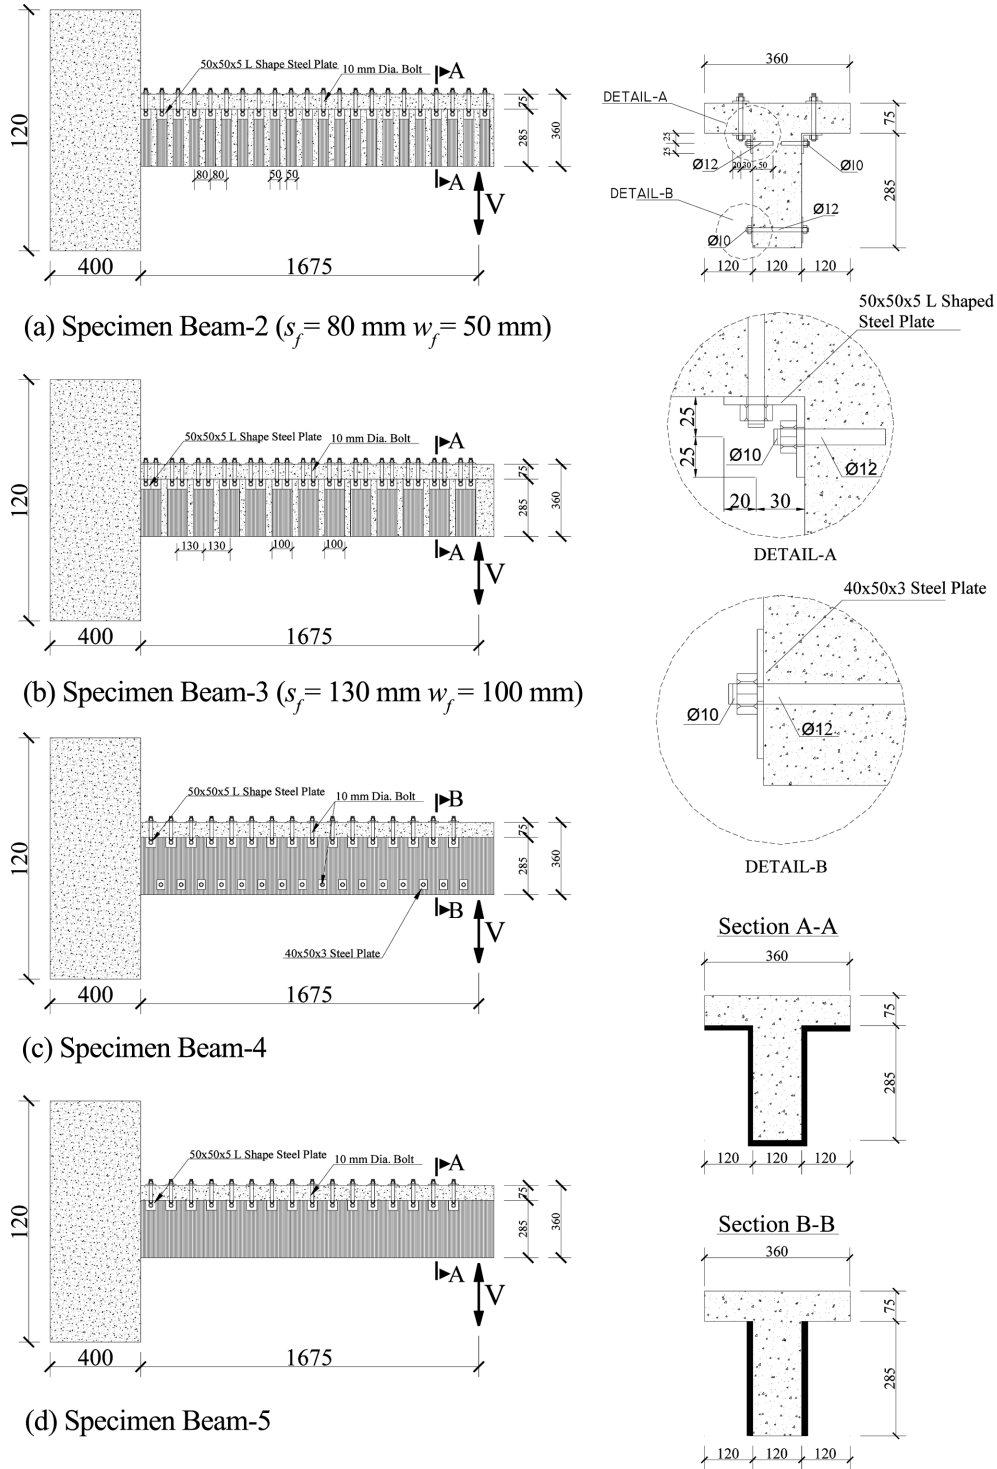 50x50x5 L Shape Steel Plate
10 mm Dia. Bolt
A
120
75
285
360
80 80
50 50
A
V
400
1675
(a) Specimen Beam-2 (sf= 80 mm wf= 50 mm)
50x50x5 L Shape Steel Plate
10 mm Dia. Bolt
A
120
75
285
360
130 130
100
100
A
V
400
1675
(b) Specimen Beam-3 (sf= 130 mm wf= 100 mm)
50x50x5 L Shape Steel Plate
10 mm Dia. Bolt
B
120
75
285
360
B
V
40x50x3 Steel Plate
400
1675
(c) Specimen Beam-4
50x50x5 L Shape Steel Plate
10 mm Dia. Bolt
A
120
75
285
360
A
V
400
1675
(d) Specimen Beam-5
360
DETAIL-A
75
25
25
Ø12
20 30 50
Ø10
DETAIL-B
Ø12
Ø10
285
120 120 120
50x50x5 L Shaped
Steel Plate
25
25
Ø10
Ø12
20 30
DETAIL-A
40x50x3 Steel Plate
Ø10
Ø12
DETAIL-B
Section A-A
360
75
285
120 120 120
Section B-B
360
75
285
120 120 120